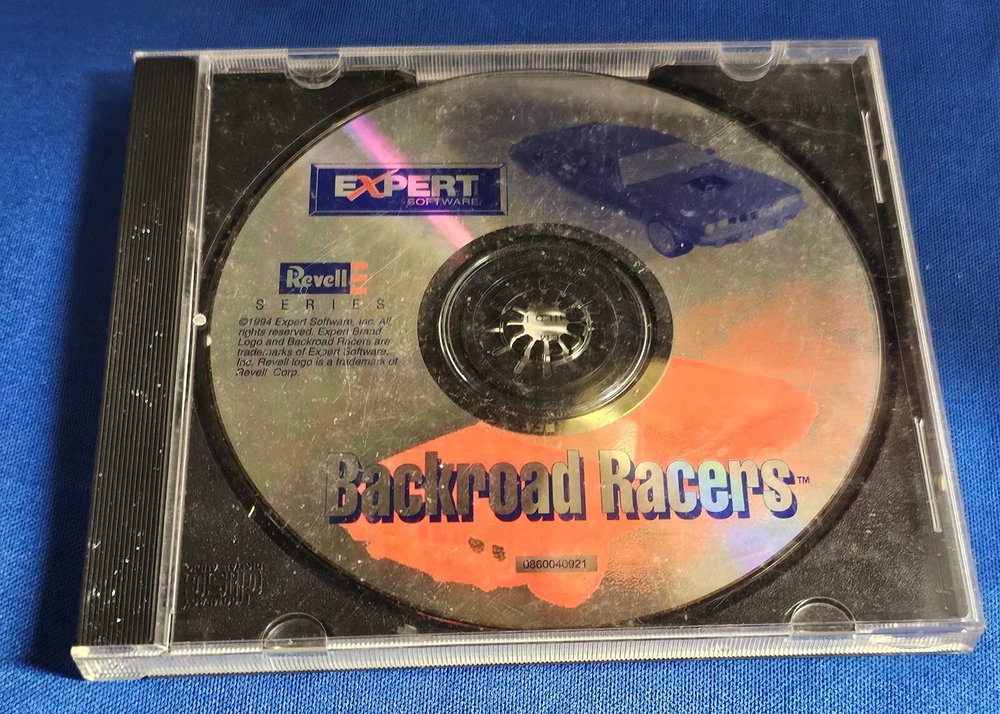 EXPERT
SOFTWARE
Revell
SERIES
©1994 Expert Software, Inc. All
rights reserved. Expert Brand
Logo and Backroad Racers are
trademarks of Expert Software,
Inc. Revell logo is a trademark of
Revell Corp.
Backroad Racers™
0860040921